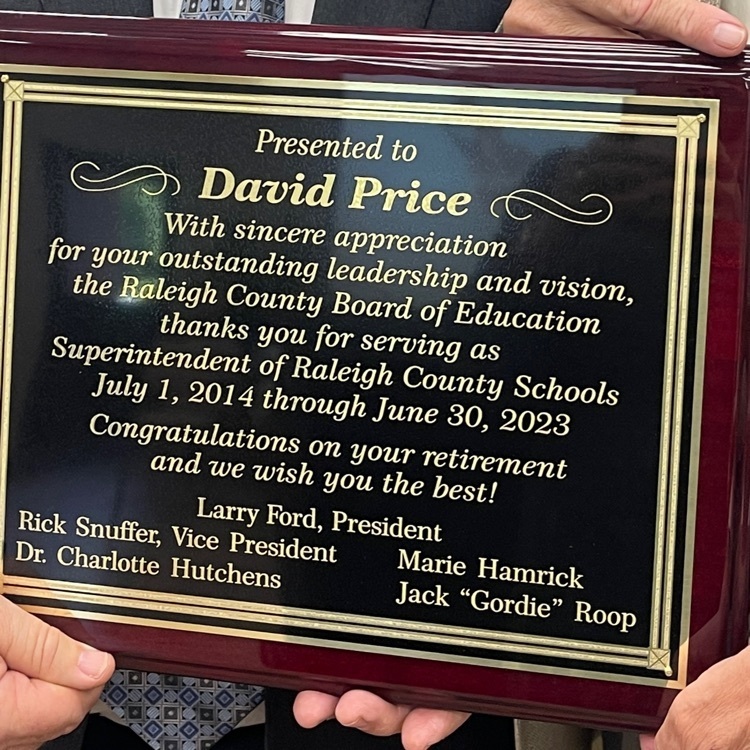 Presented to
David Price
With sincere appreciation
for your outstanding leadership and vision,
the Raleigh County Board of Education
thanks you for serving as
Superintendent of Raleigh County Schools
July 1, 2014 through June 30, 2023
Congratulations on your retirement
and we wish you the best!
Larry Ford, President
Rick Snuffer, Vice President
Dr. Charlotte Hutchens
Marie Hamrick
Jack “Gordie” Roop